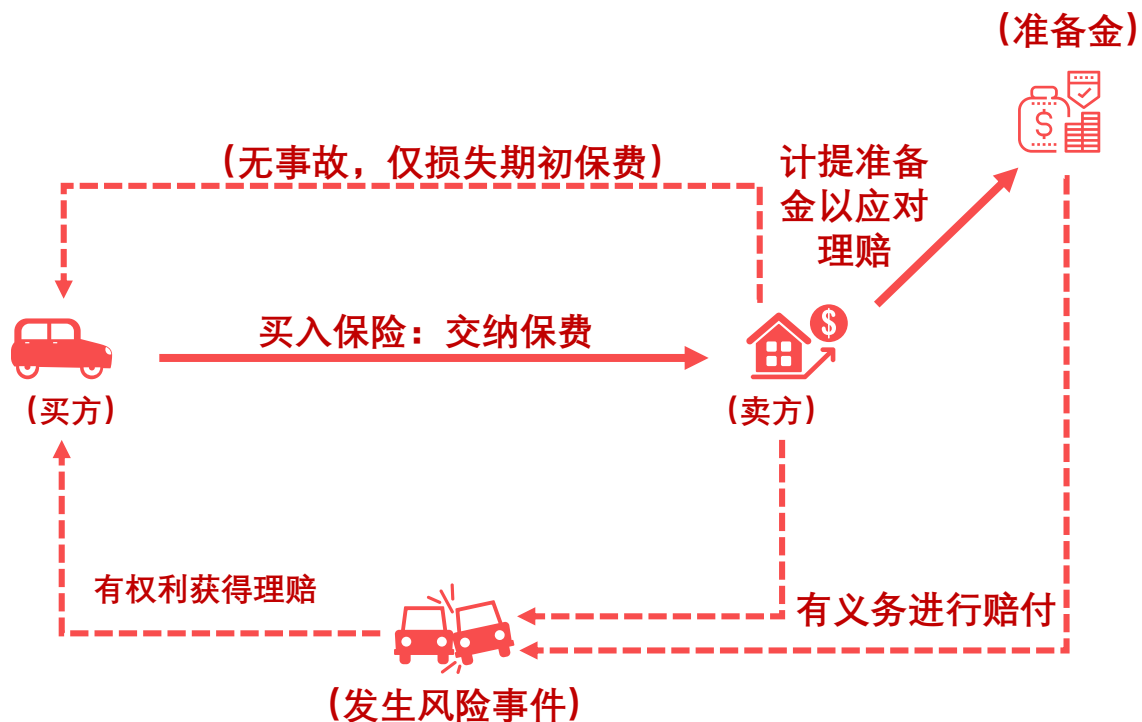 (准备金)
(无事故，仅损失期初保费)
计提准备
金以应对
理赔
买入保险：交纳保费
(买方)
(卖方)
有权利获得理赔
有义务进行赔付
(发生风险事件)